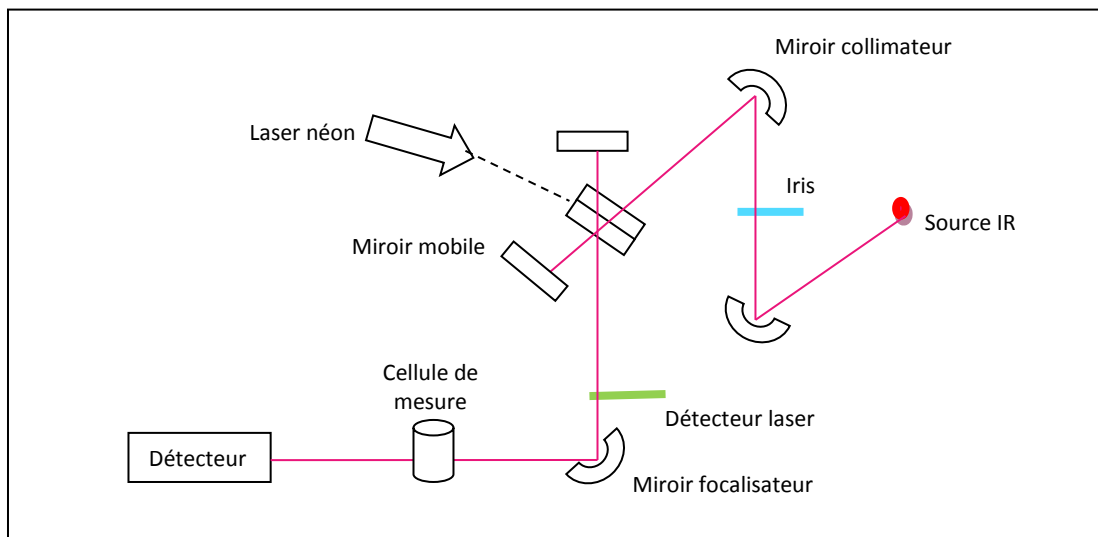 Miroir collimateur
Laser néon
Iris
Source IR
Miroir mobile
Cellule de
mesure
Détecteur laser
Détecteur
Miroir focalisateur